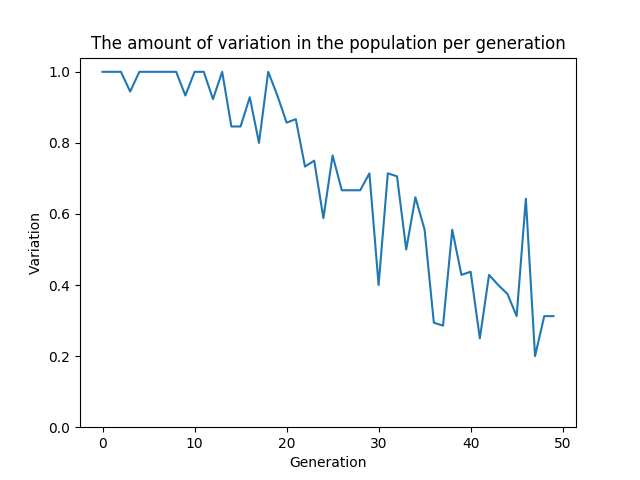 The amount of variation in the population per generation
1.0
0.8
0.6
0.4
0.2
0.0
Variation
0 10 20 30 40 50
Generation